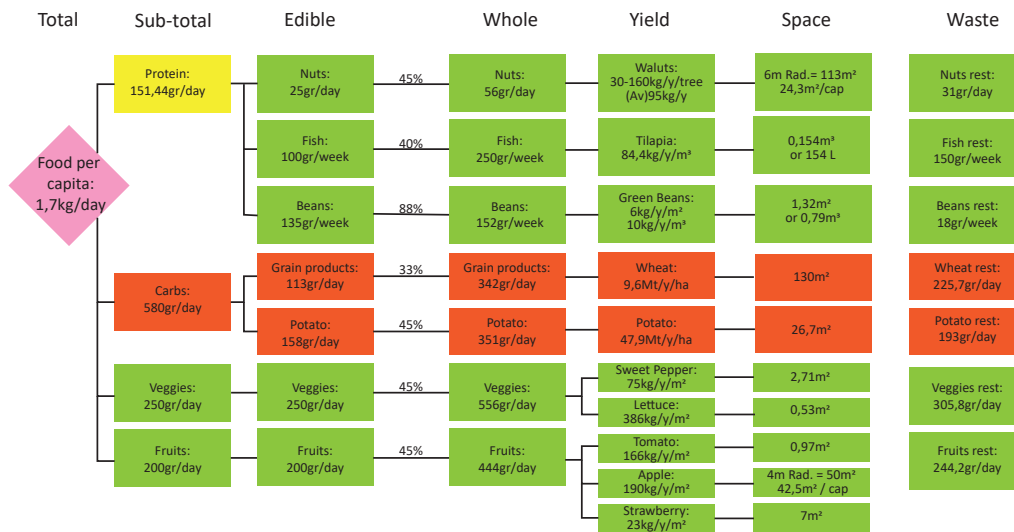 Total
Sub-total
Edible
Whole
Yield
Space
Waste
Food per
capita:
1,7kg/day
Protein:
151,44gr/day
Nuts:
25gr/day
45%
Nuts:
56gr/day
Waluts:
30-160kg/y/tree
(Av)95kg/y
6m Rad.= 113m²
24,3m²/cap
Nuts rest:
31gr/day
Fish:
100gr/week
40%
Fish:
250gr/week
Tilapia:
84,4kg/y/m³
0,154m³
or 154 L
Fish rest:
150gr/week
Beans:
135gr/week
88%
Beans:
152gr/week
Green Beans:
6kg/y/m²
10kg/y/m³
1,32m²
or 0,79m³
Beans rest:
18gr/week
Carbs:
580gr/day
Grain products:
113gr/day
33%
Grain products:
342gr/day
Wheat:
9,6Mt/y/ha
130m²
Wheat rest:
225,7gr/day
Potato:
158gr/day
45%
Potato:
351gr/day
Potato:
47,9Mt/y/ha
26,7m²
Potato rest:
193gr/day
Veggies:
250gr/day
Veggies:
250gr/day
45%
Veggies:
556gr/day
Sweet Pepper:
75kg/y/m²
2,71m²
Lettuce:
386kg/y/m²
0,53m²
Veggies rest:
305,8gr/day
Fruits:
200gr/day
Fruits:
200gr/day
45%
Fruits:
444gr/day
Tomato:
166kg/y/m²
0,97m²
Apple:
190kg/y/m²
4m Rad. = 50m²
42,5m² / cap
Strawberry:
23kg/y/m²
7m²
Fruits rest:
244,2gr/day